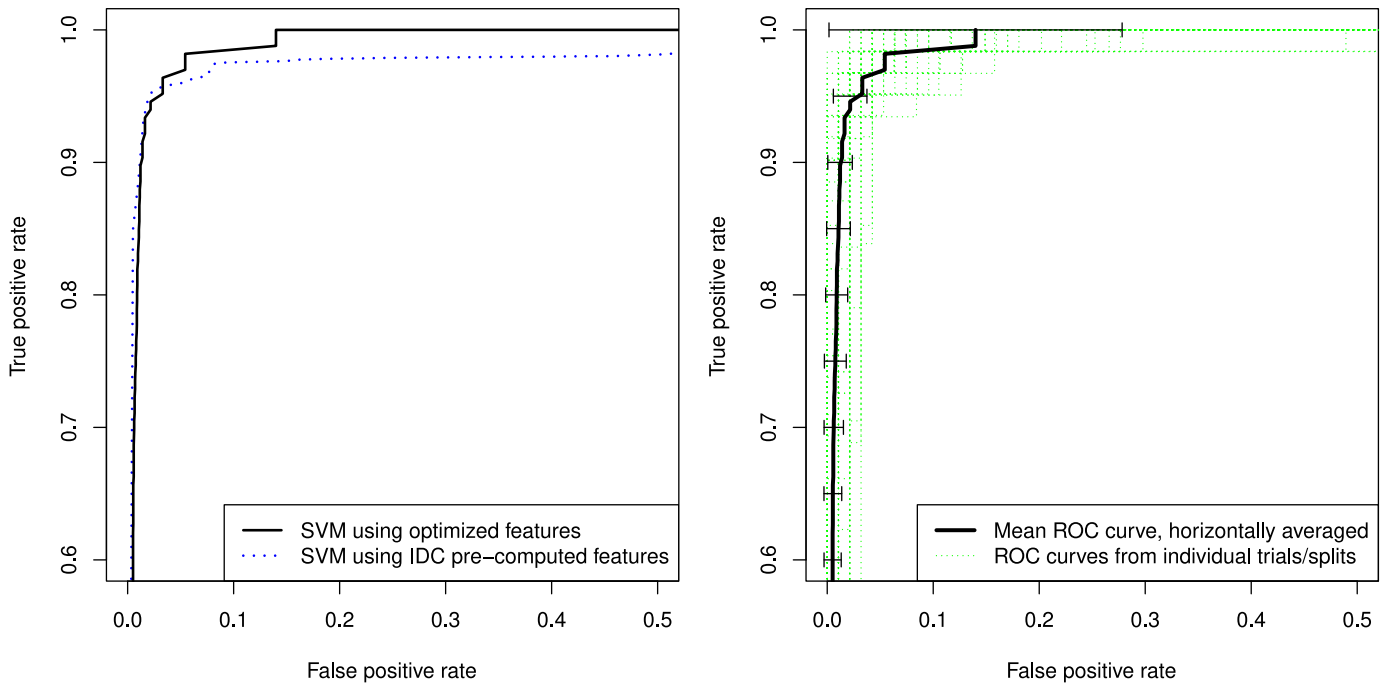 1.0
0.9
0.8
0.7
0.6
True positive rate
SVM using optimized features
SVM using IDC pre−computed features
0.0 0.1 0.2 0.3 0.4 0.5
False positive rate
1.0
0.9
0.8
0.7
0.6
True positive rate
Mean ROC curve, horizontally averaged
ROC curves from individual trials/splits
0.0 0.1 0.2 0.3 0.4 0.5
False positive rate